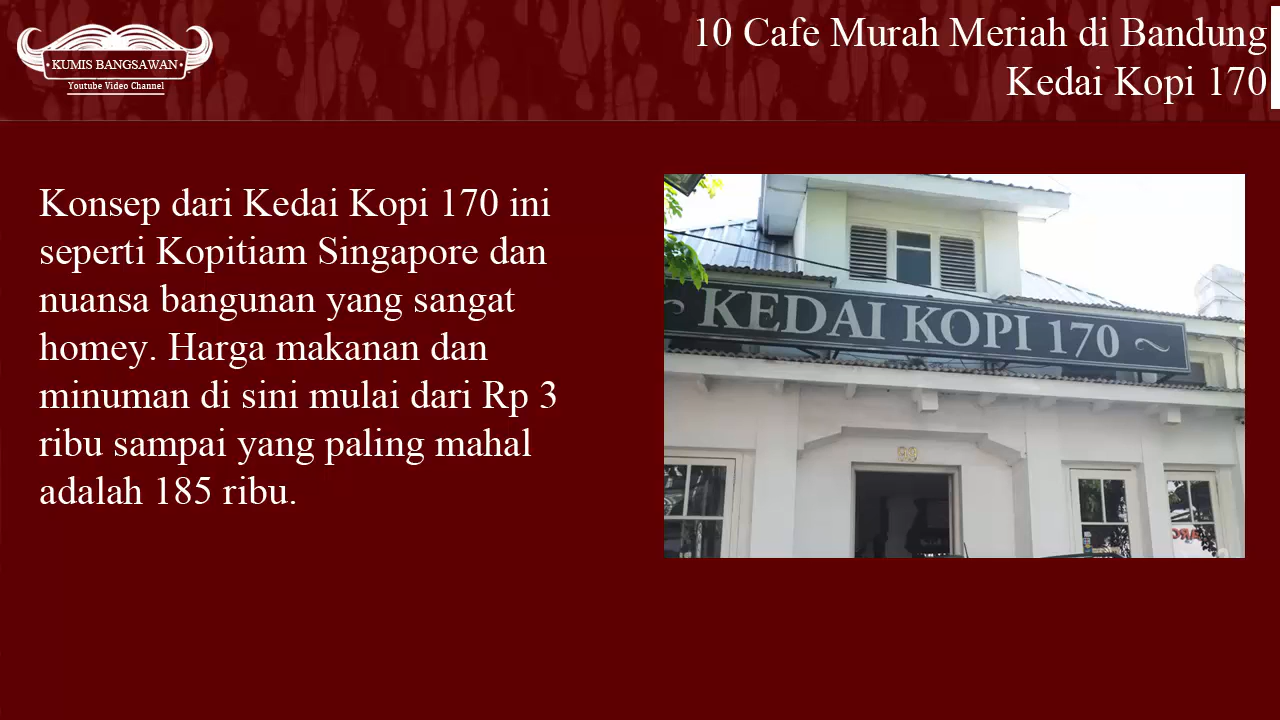 KUMIS BANGSAWAN
Youtube Video Channel
10 Cafe Murah Meriah di Bandung
Kedai Kopi 170
Konsep dari Kedai Kopi 170 ini
seperti Kopitiam Singapore dan
nuansa bangunan yang sangat
homey. Harga makanan dan
minuman di sini mulai dari Rp 3
ribu sampai yang paling mahal
adalah 185 ribu.
~ KEDAI KOPI 170 ~